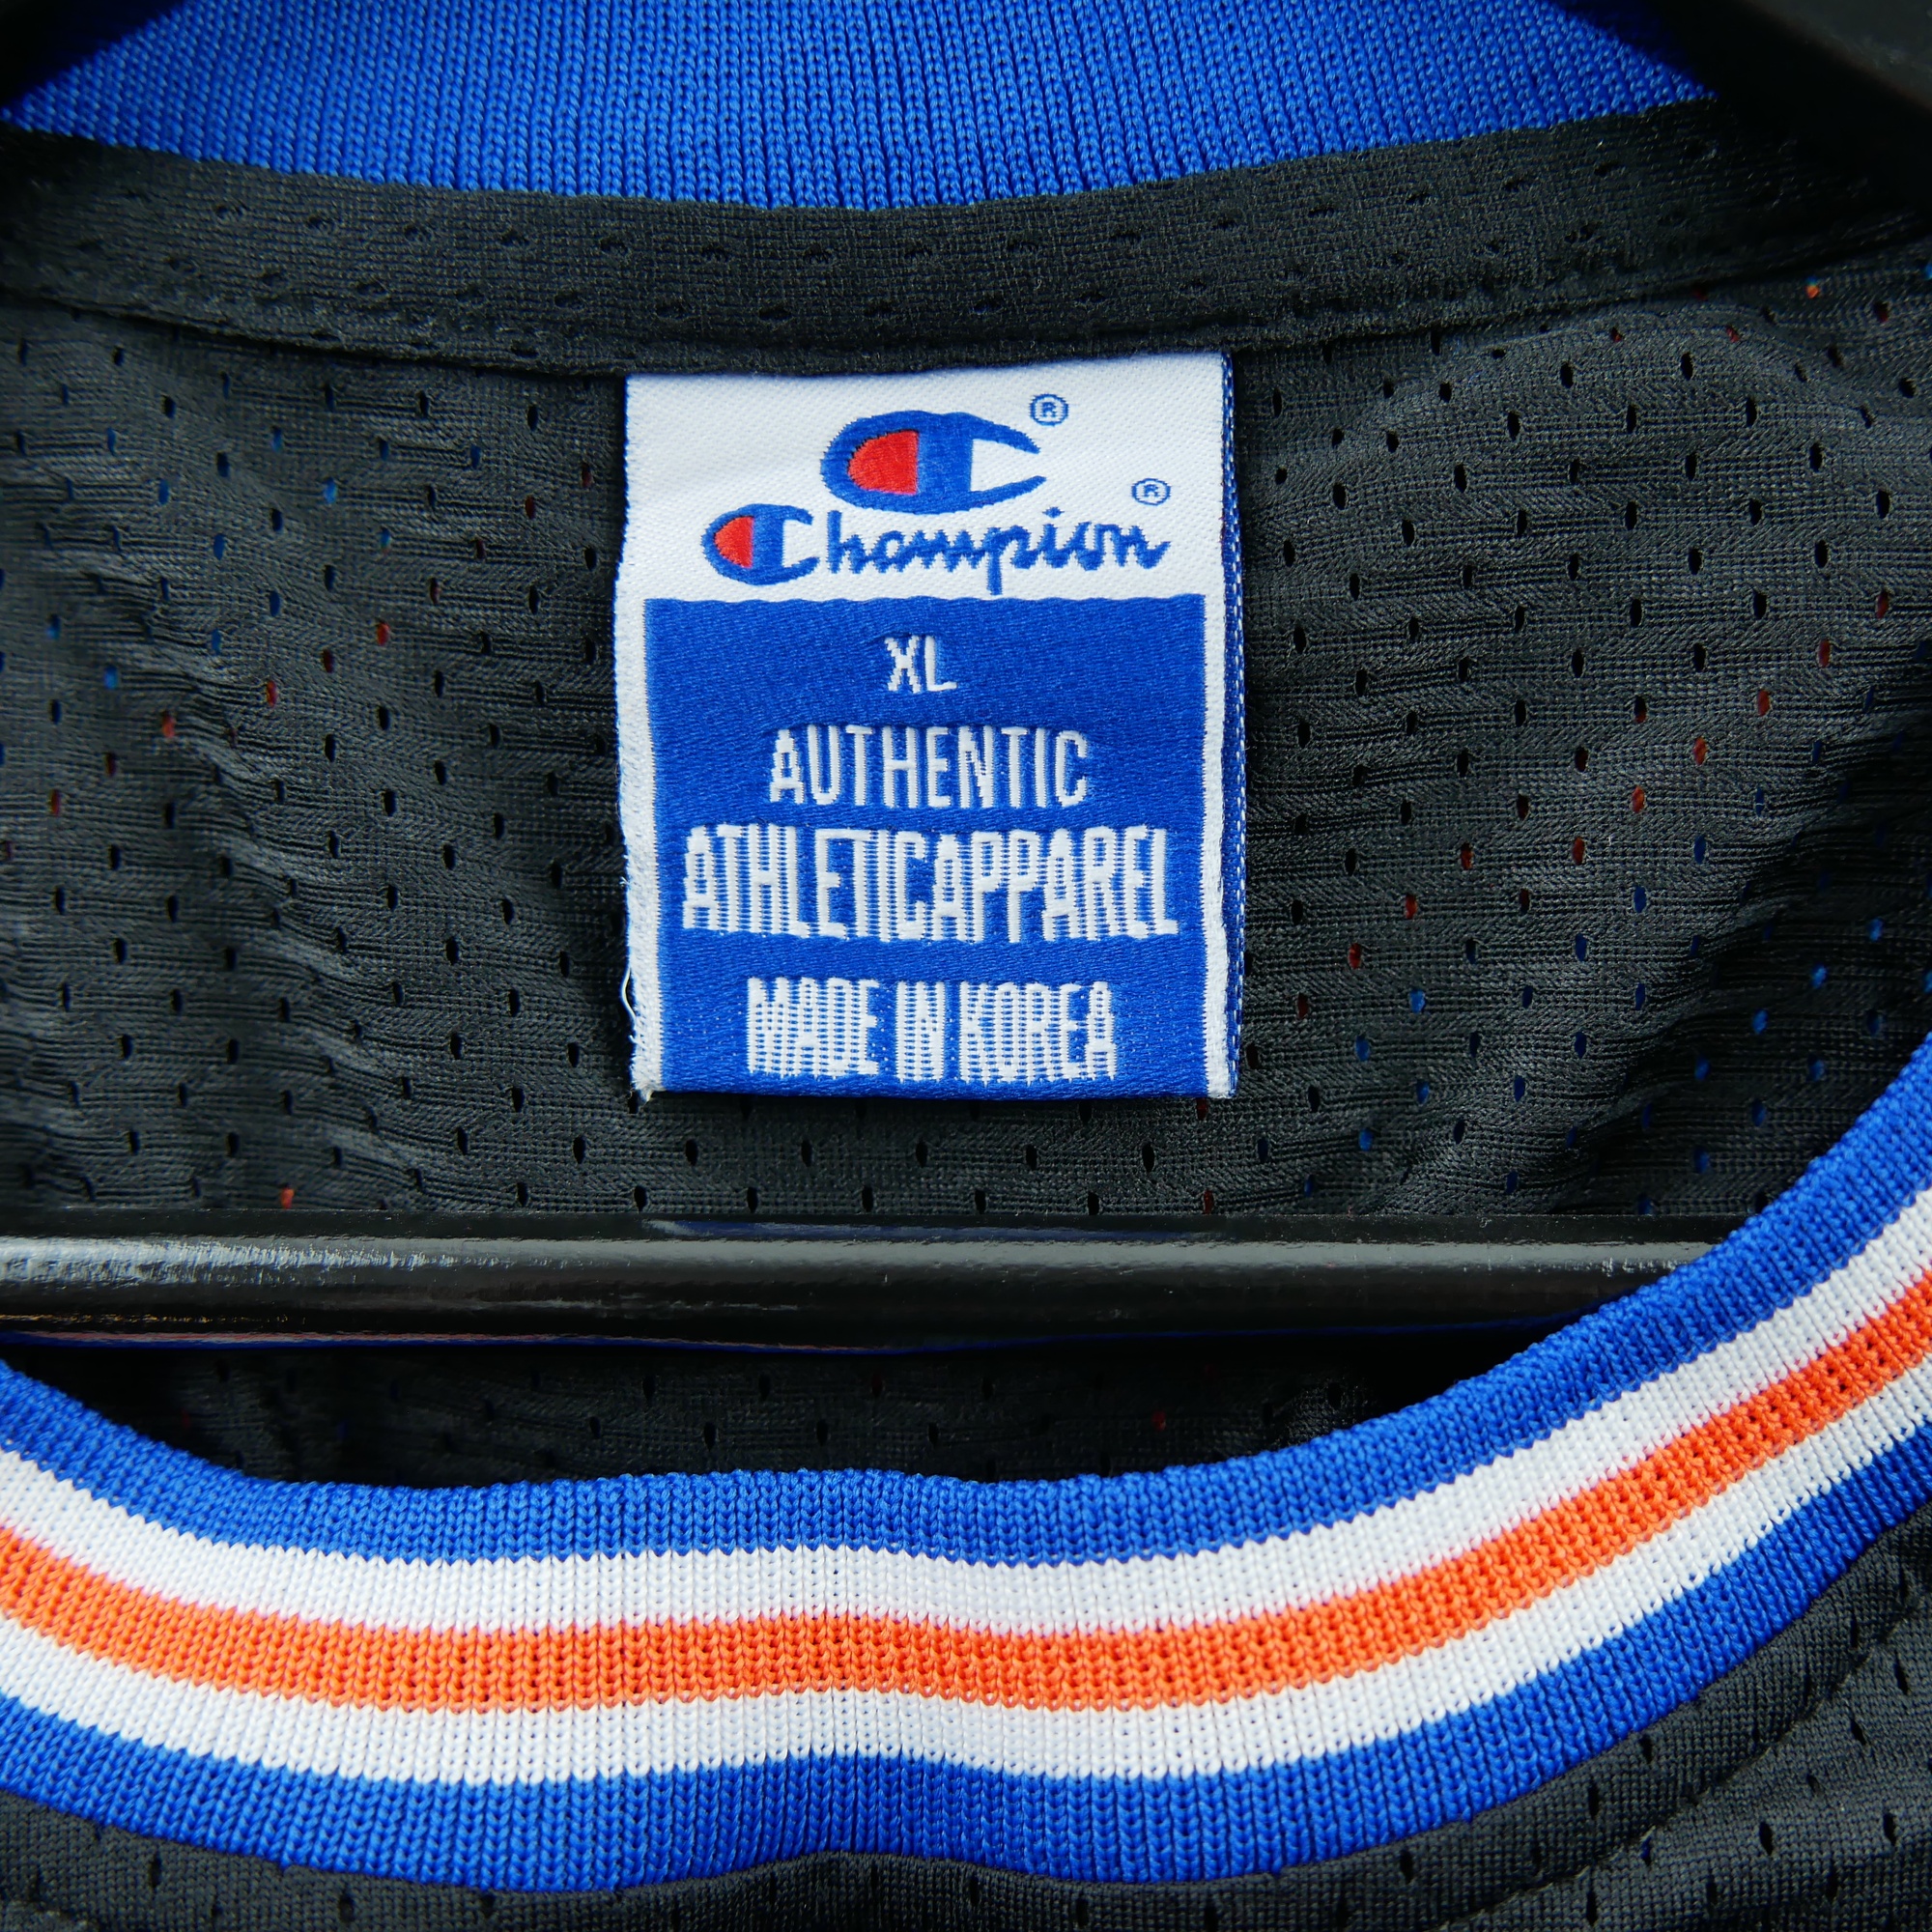 ®
Champion®
XL
AUTHENTIC
ATHLETICAPPAREL
MADE IN KOREA